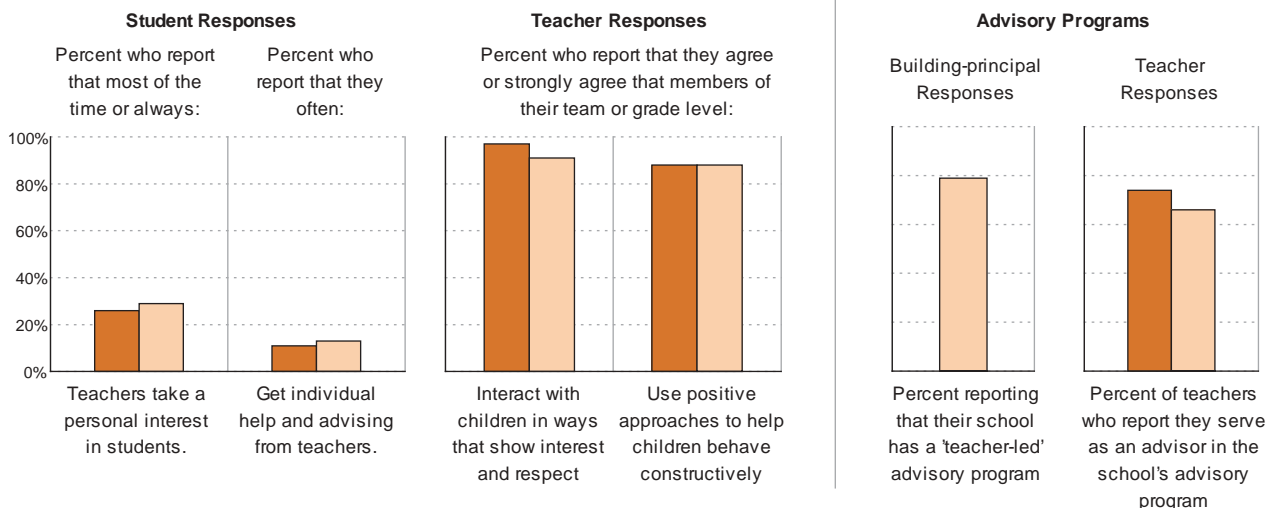 Student Responses
Percent who report
that most of the
time or always:
Percent who
report that they
often:
Teacher Responses
Percent who report that they agree
or strongly agree that members of
their team or grade level:
Advisory Programs
Building-principal
Responses
Teacher
Responses
100%
80%
60%
40%
20%
0%
Teachers take a
personal interest
in students.
Get individual
help and advising
from teachers.
Interact with
children in ways
that show interest
and respect
Use positive
approaches to help
children behave
constructively
Percent reporting
that their school
has a 'teacher-led'
advisory program
Percent of teachers
who report they serve
as an advisor in the
school's advisory
program